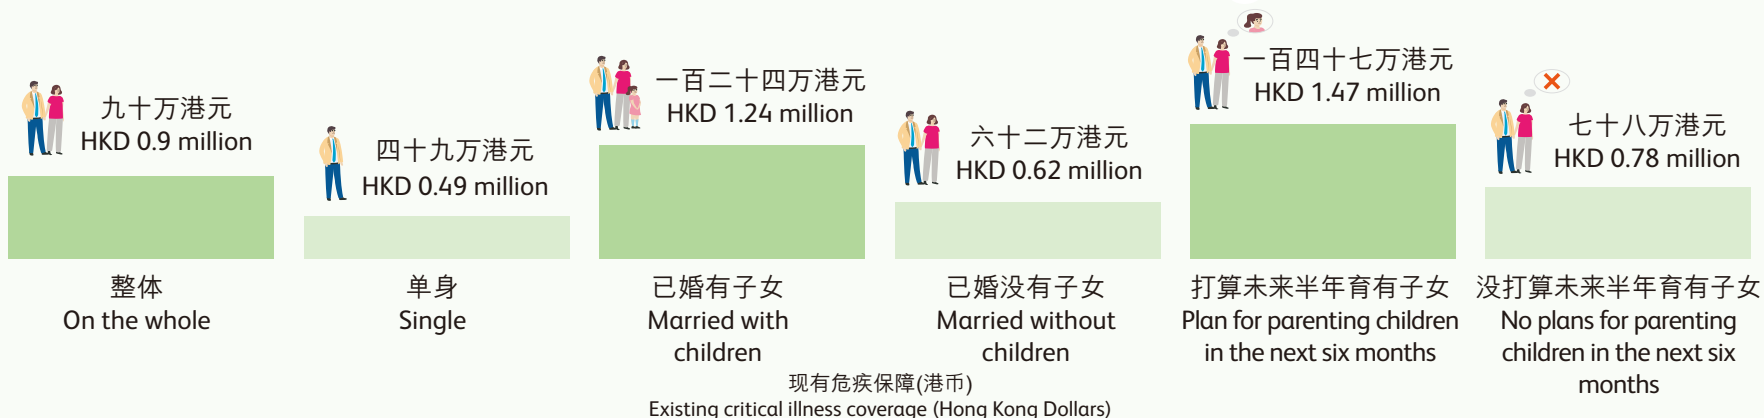 九十万港元
HKD 0.9 million
四十九万港元
HKD 0.49 million
一百二十四万港元
HKD 1.24 million
六十二万港元
HKD 0.62 million
一百四十七万港元
HKD 1.47 million
七十八万港元
HKD 0.78 million
整体
On the whole
单身
Single
已婚有子女
Married with
children
已婚没有子女
Married without
children
打算未来半年育有子女
Plan for parenting children
in the next six months
没打算未来半年育有子女
No plans for parenting
children in the next six
months
现有危疾保障(港币)
Existing critical illness coverage (Hong Kong Dollars)